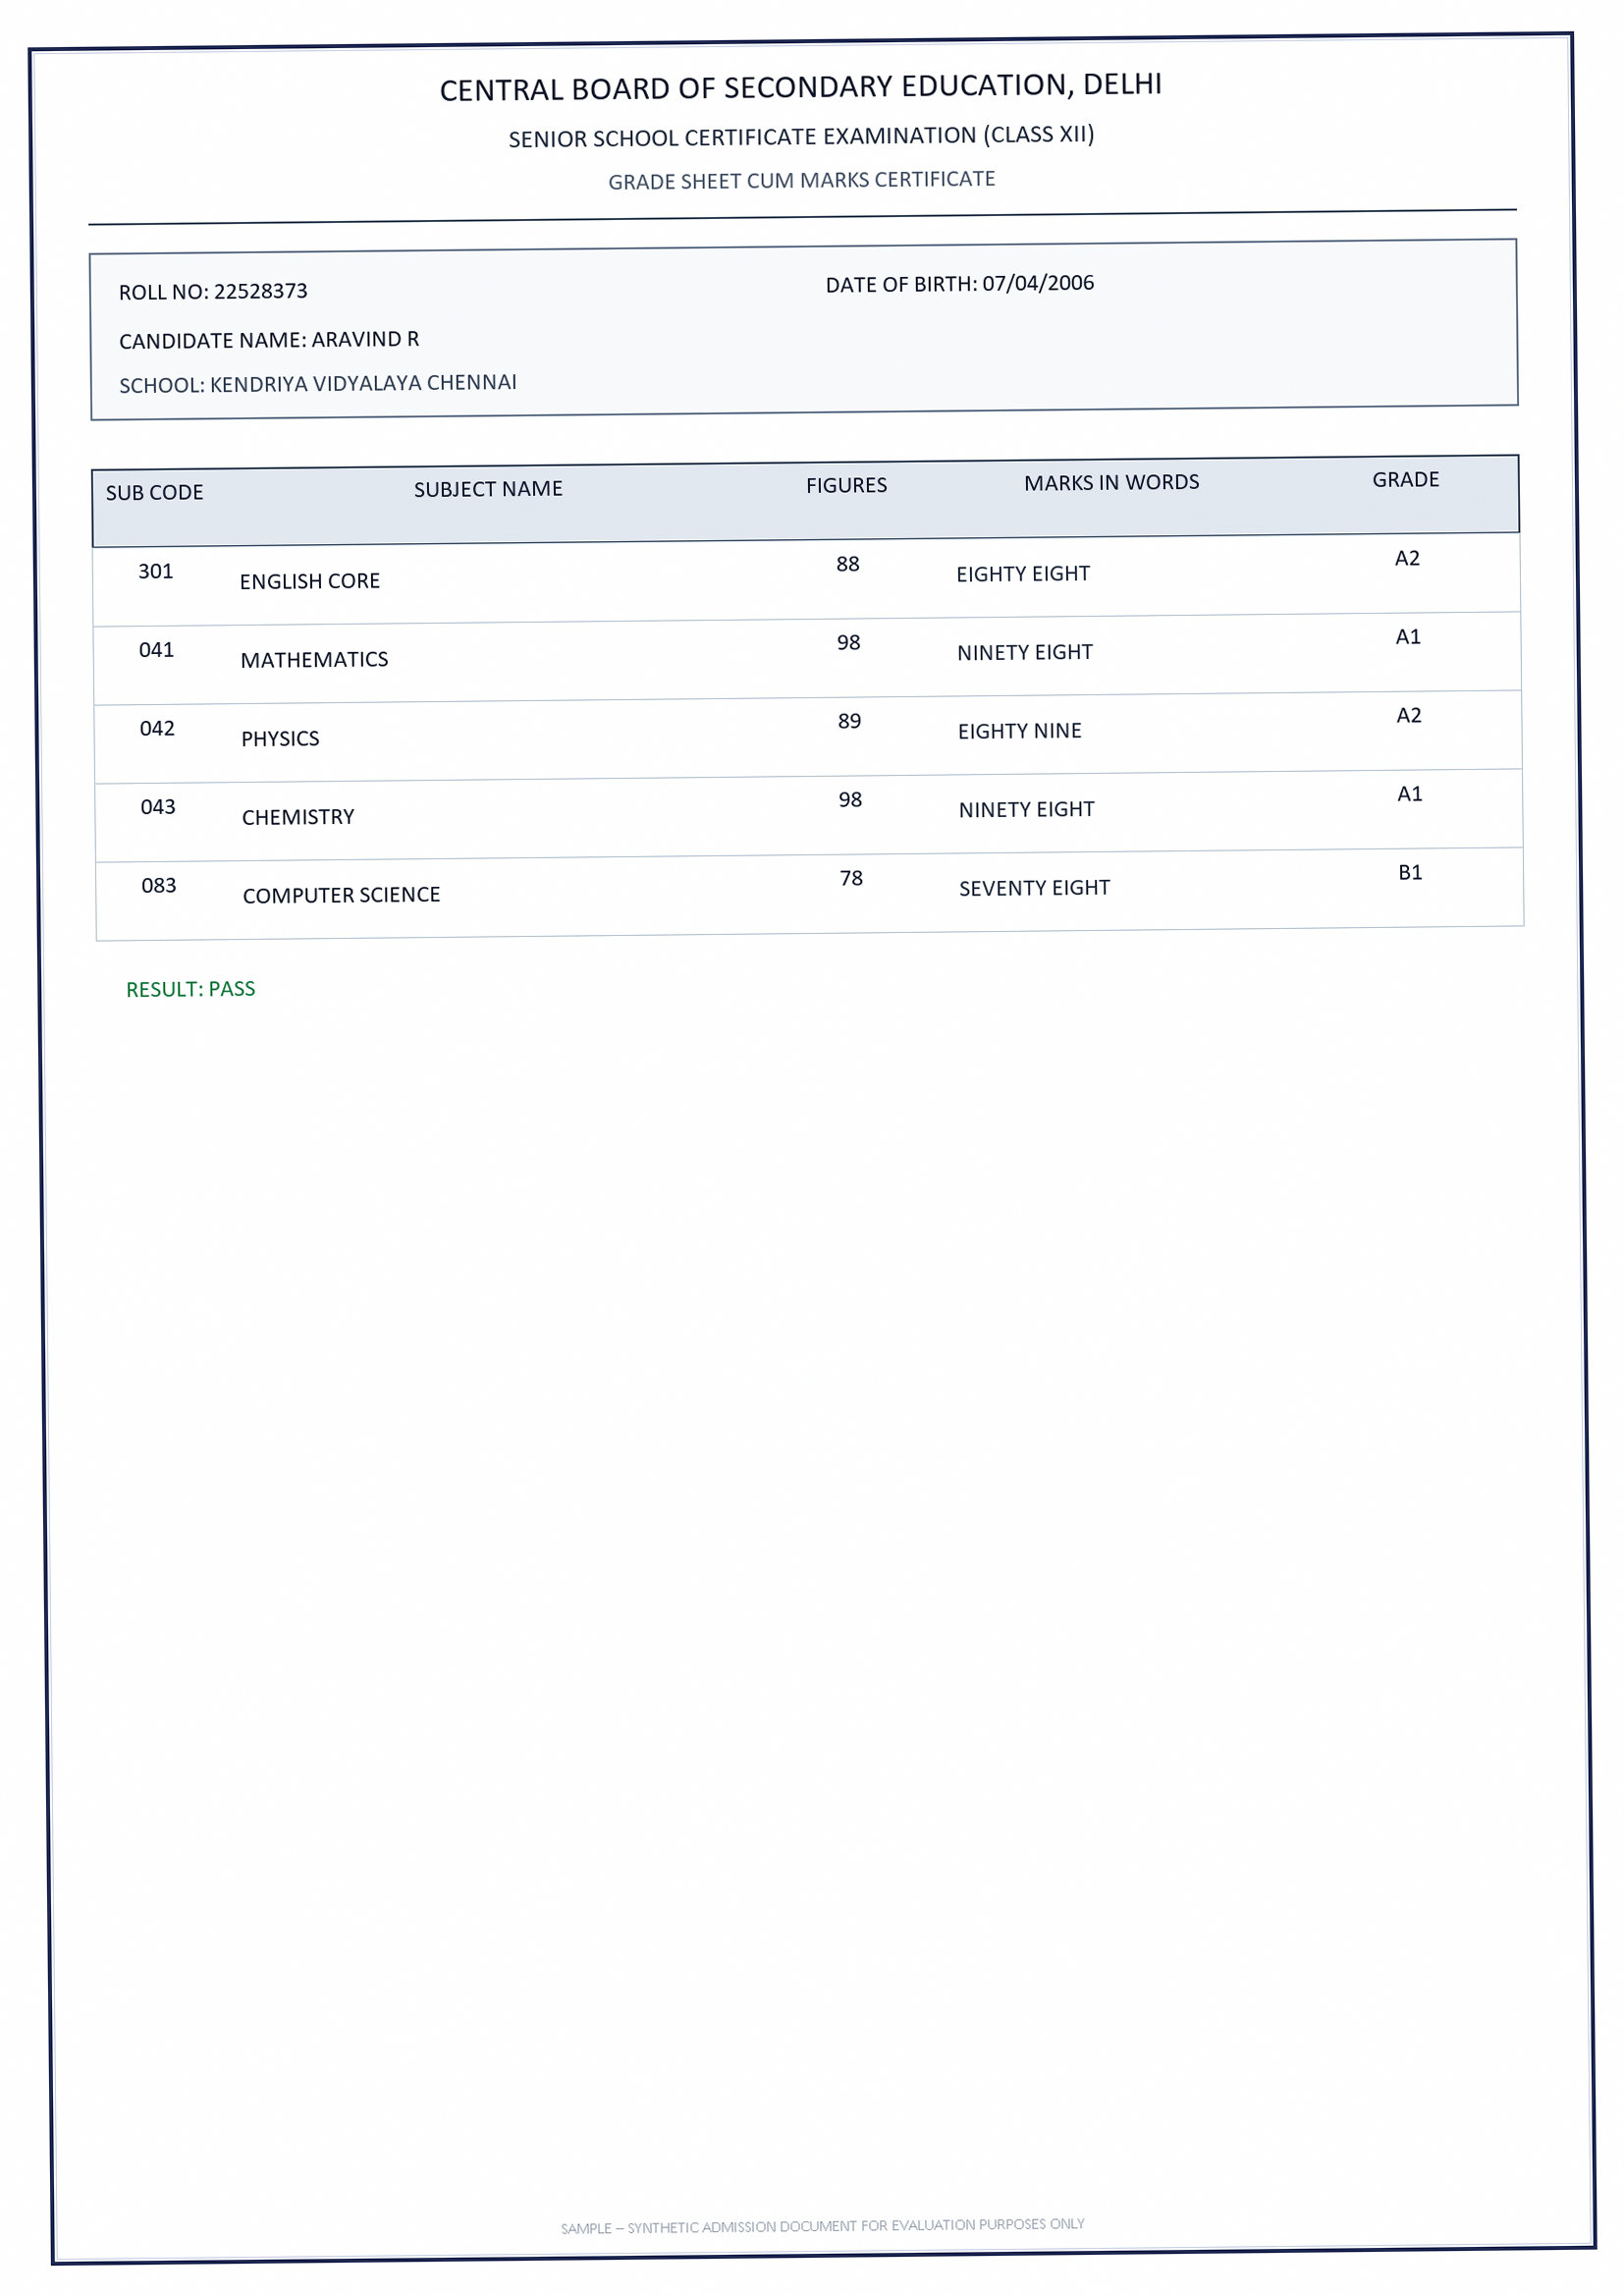 CENTRAL BOARD OF SECONDARY EDUCATION, DELHI
SENIOR SCHOOL CERTIFICATE EXAMINATION (CLASS XII)
GRADE SHEET CUM MARKS CERTIFICATE
ROLL NO: 22528373 DATE OF BIRTH: 07/04/2006
CANDIDATE NAME: ARAVIND R
SCHOOL: KENDRIYA VIDYALAYA CHENNAI
SUB CODE SUBJECT NAME FIGURES MARKS IN WORDS GRADE
301 ENGLISH CORE 88 EIGHTY EIGHT A2
041 MATHEMATICS 98 NINETY EIGHT A1
042 PHYSICS 89 EIGHTY NINE A2
043 CHEMISTRY 98 NINETY EIGHT A1
083 COMPUTER SCIENCE 78 SEVENTY EIGHT B1
RESULT: PASS
SAMPLE – SYNTHETIC ADMISSION DOCUMENT FOR EVALUATION PURPOSES ONLY